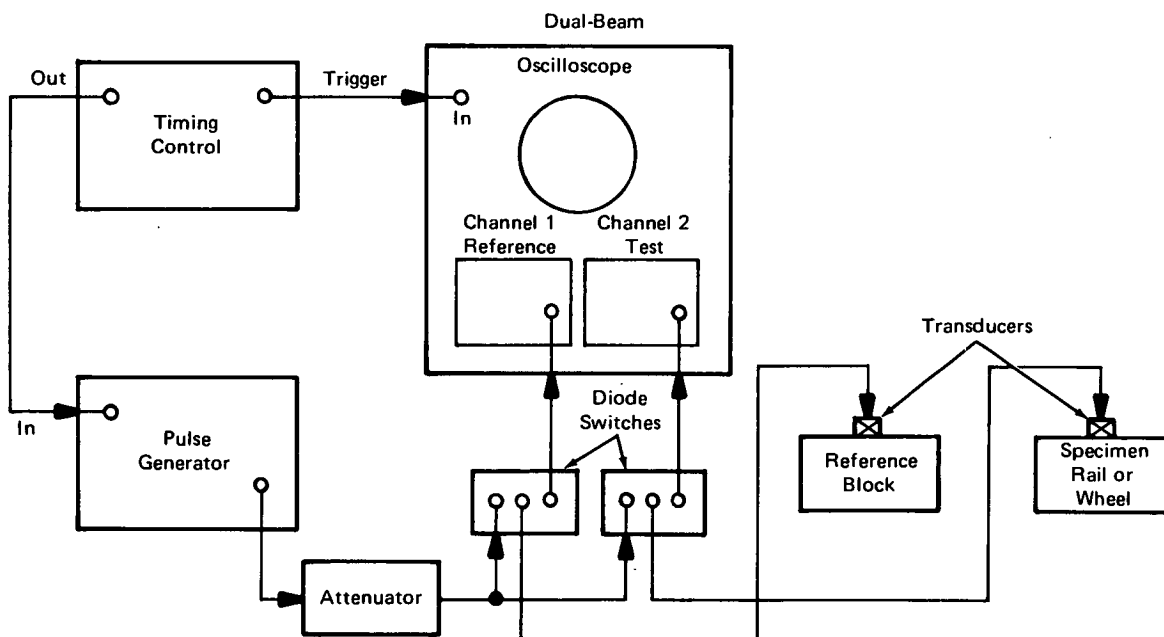 Dual-Beam
Oscilloscope
Out
Trigger
In
Timing
Control
Channel 1
Reference
Channel 2
Test
Transducers
Diode
Switches
In
Pulse
Generator
Reference
Block
Specimen
Rail or
Wheel
Attenuator